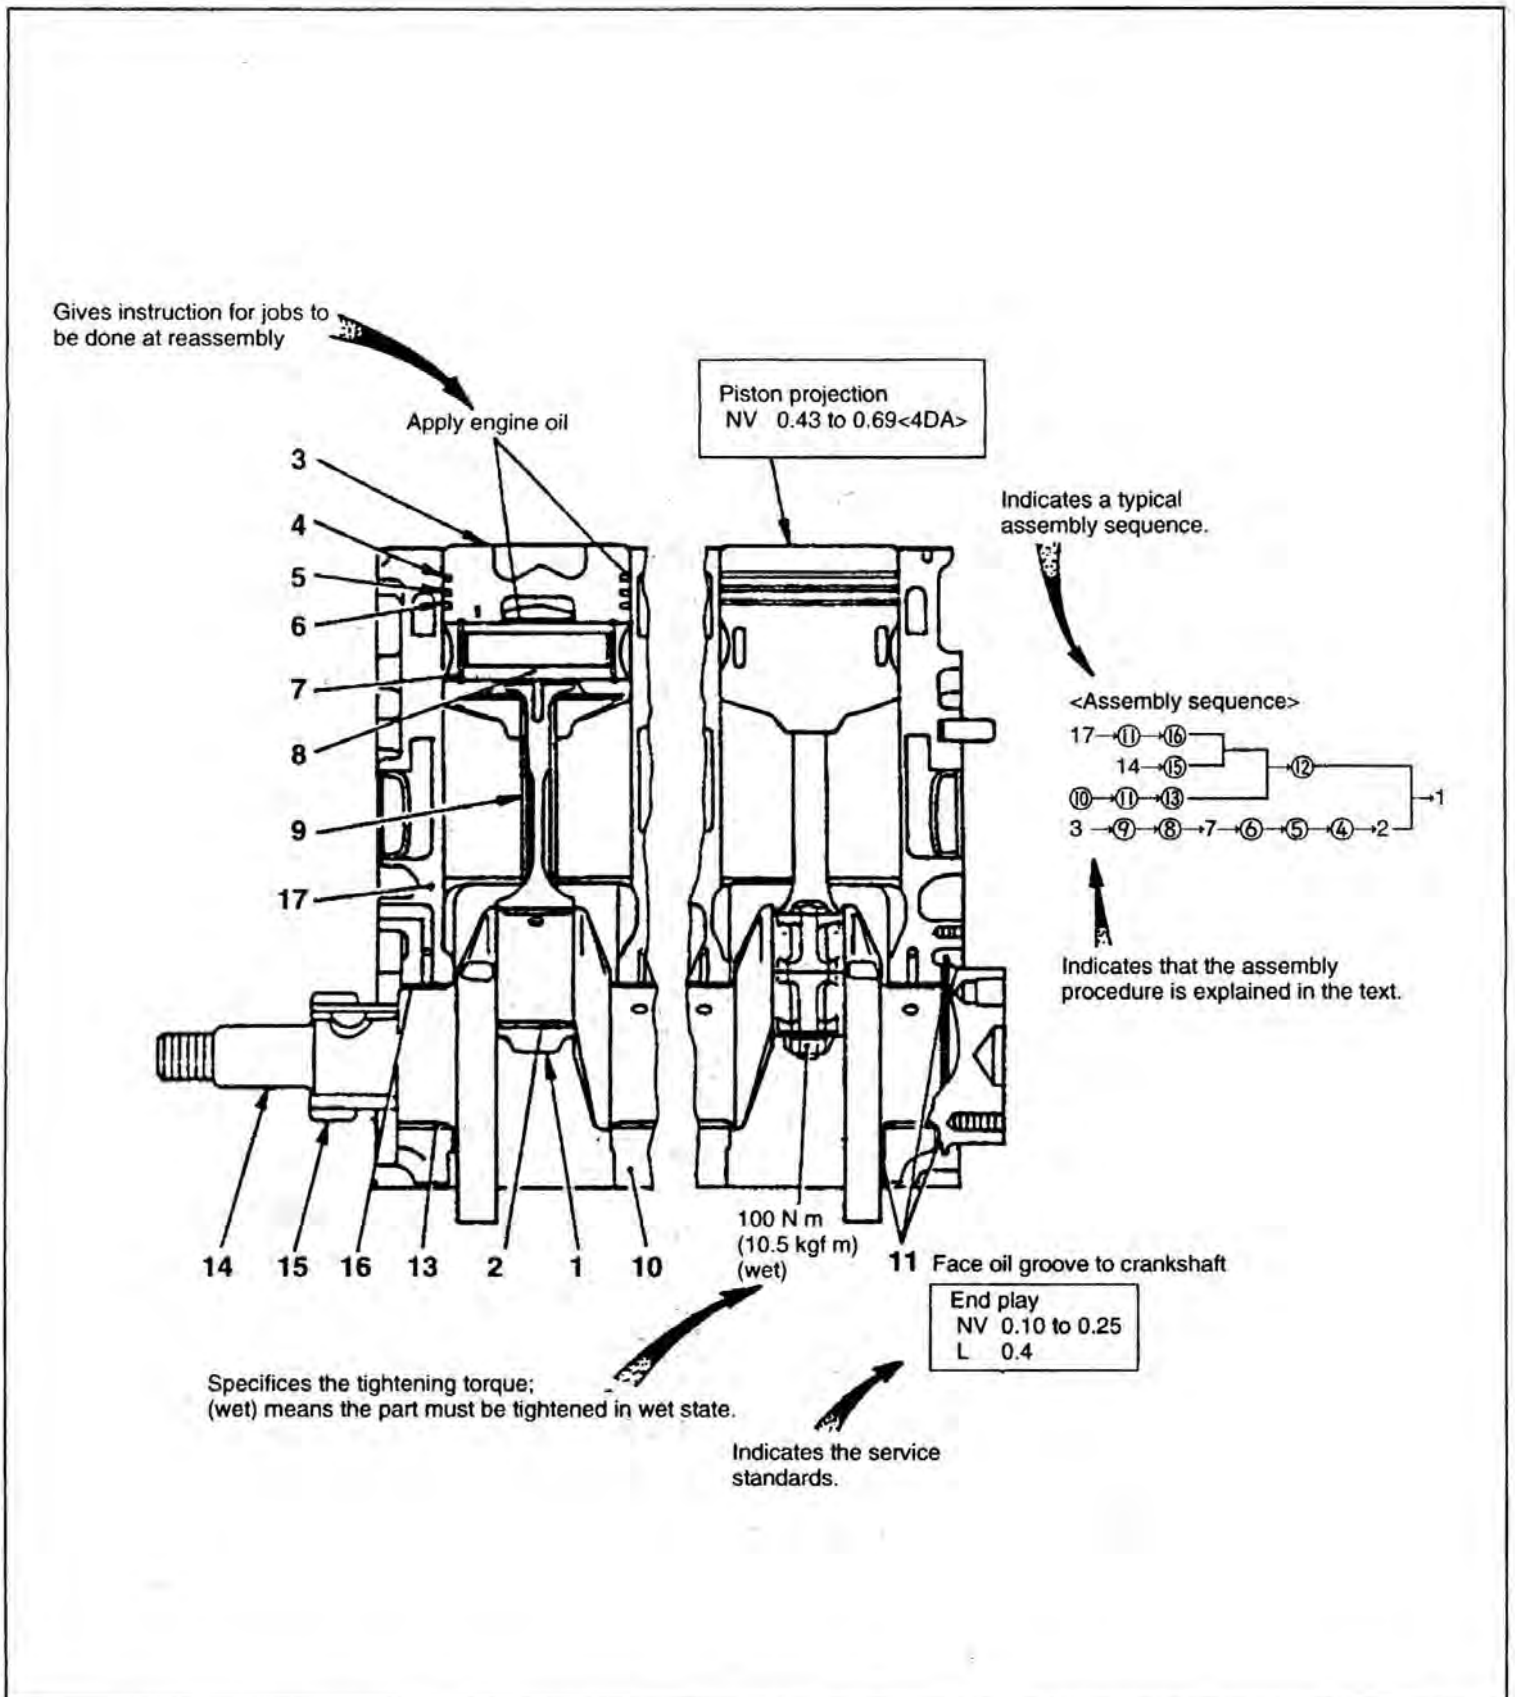 Gives instruction for jobs to
be done at reassembly
Apply engine oil
Piston projection
NV 0.43 to 0.69<4DA>
3
4
5
6
7
8
9
17
Indicates a typical
assembly sequence.
<Assembly sequence>
17→⑪→⑯
14→⑮
→⑫
⑩→⑪→⑬
→1
3→⑨→⑧→7→⑥→⑤→④→2
Indicates that the assembly
procedure is explained in the text.
14 15 16 13 2 1 10
100 N m
(10.5 kgf m)
(wet)
11 Face oil groove to crankshaft
End play
NV 0.10 to 0.25
L 0.4
Specifices the tightening torque;
(wet) means the part must be tightened in wet state.
Indicates the service
standards.